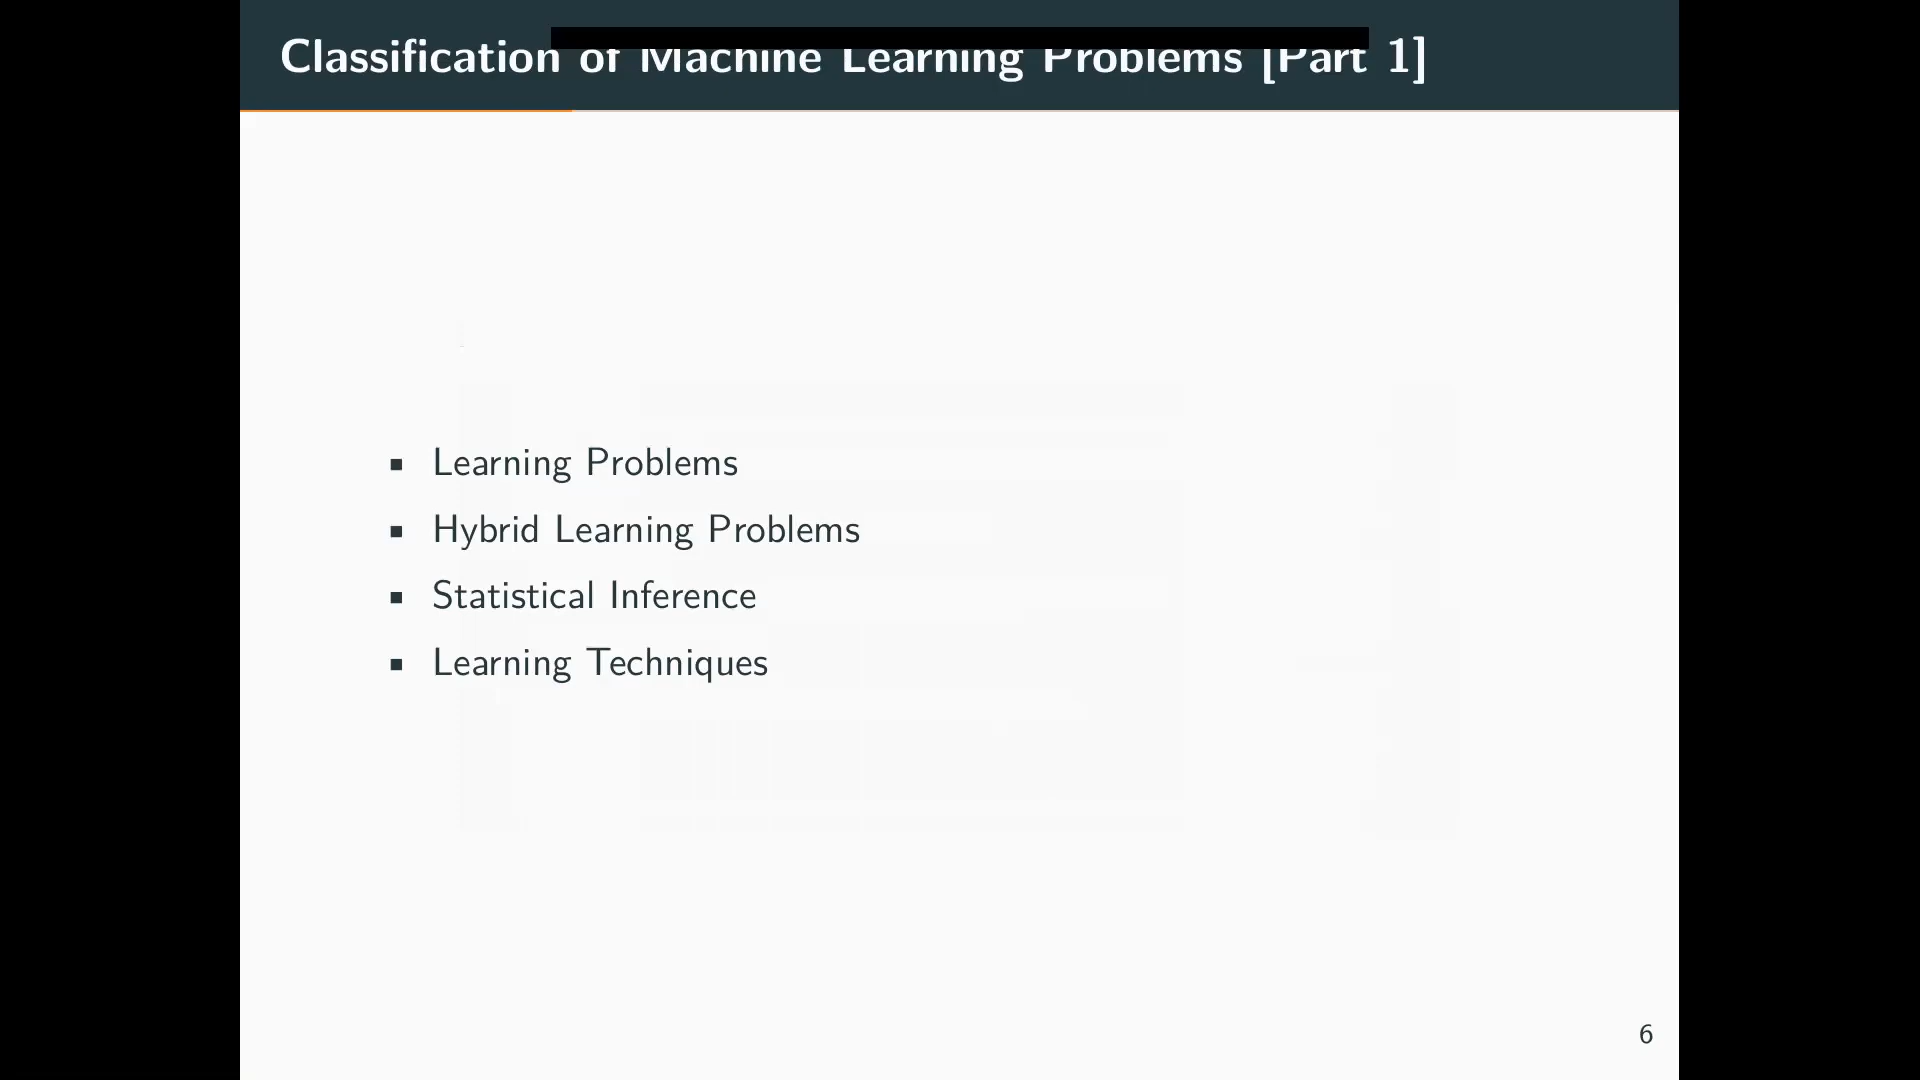 Classification of Machine Learning Problems [Part 1]
▪ Learning Problems
▪ Hybrid Learning Problems
▪ Statistical Inference
▪ Learning Techniques
6